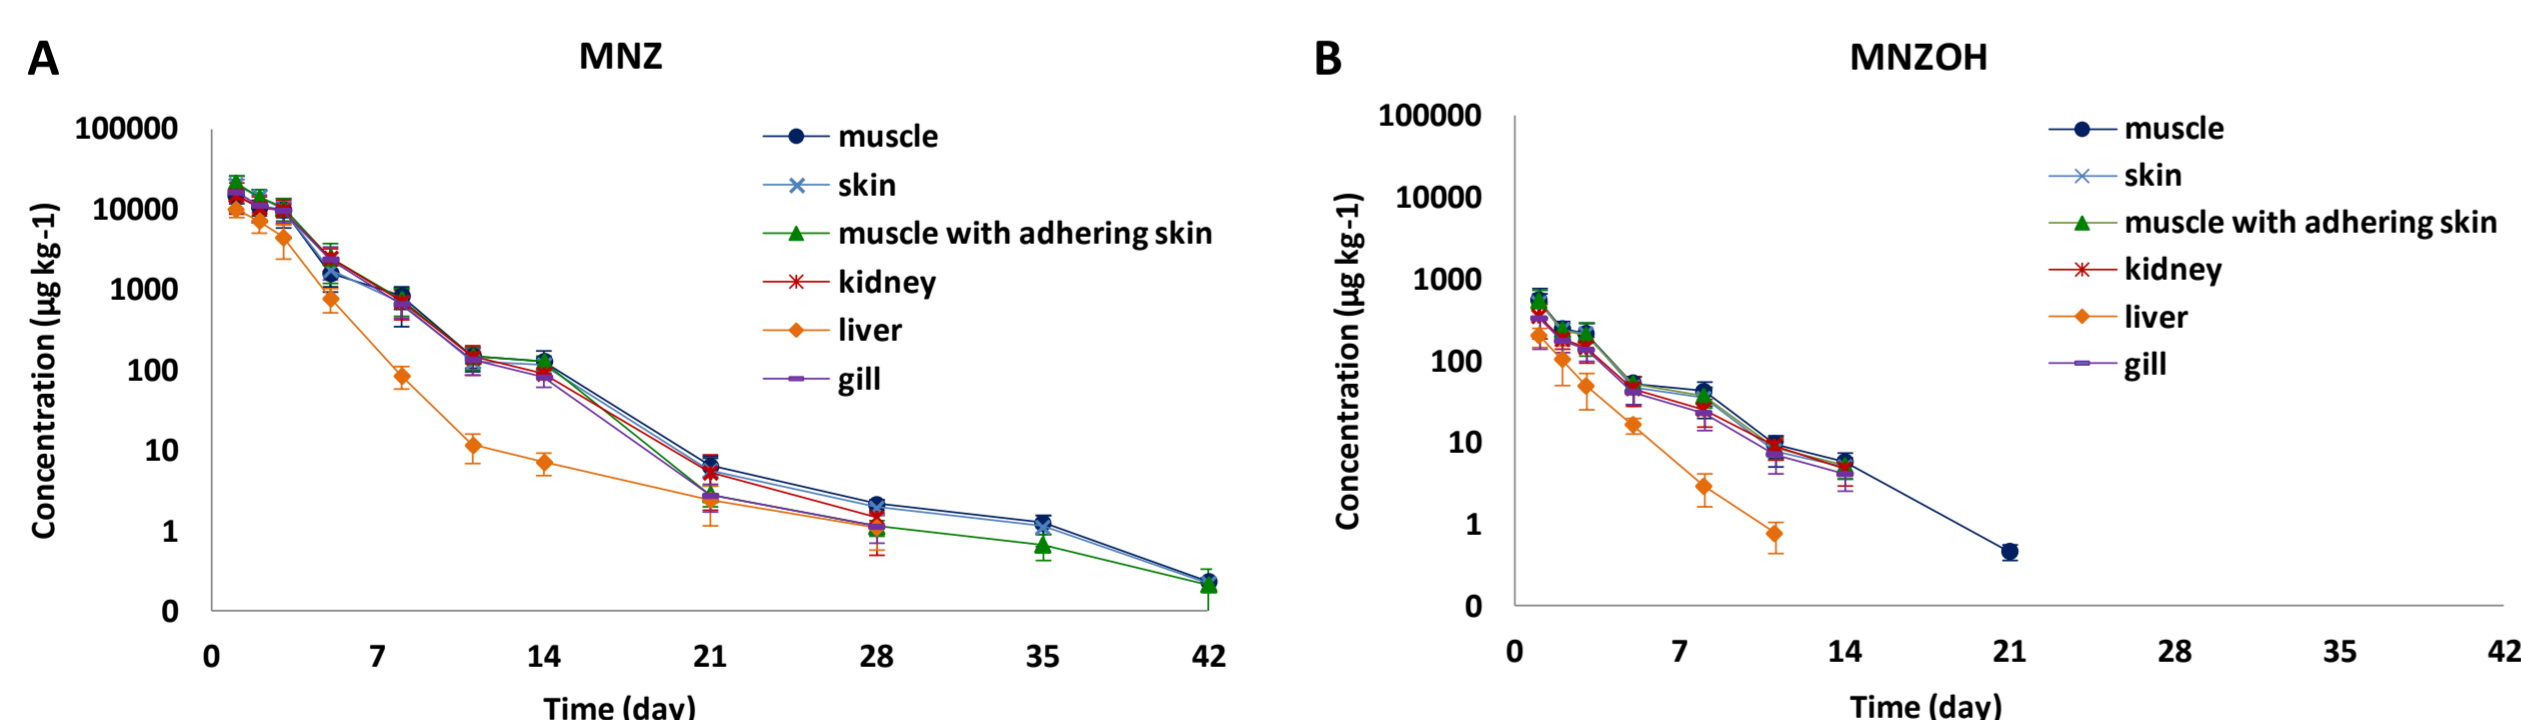 A
MNZ
100000
10000
1000
100
10
1
0
Concentration (µg kg-1)
muscle
skin
muscle with adhering skin
kidney
liver
gill
0 7 14 21 28 35 42
Time (day)
B
MNZOH
100000
10000
1000
100
10
1
0
Concentration (µg kg-1)
muscle
skin
muscle with adhering skin
kidney
liver
gill
0 7 14 21 28 35 42
Time (day)